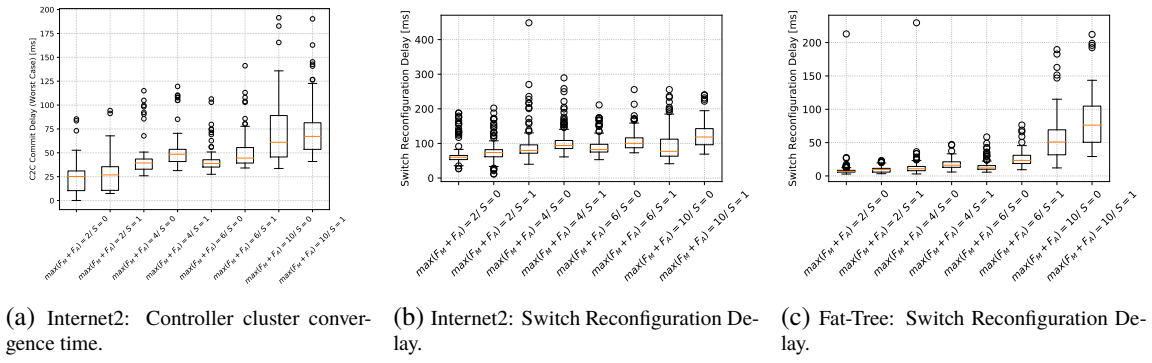 C2C Commit Delay (Worst Case) [ms]
200
175
150
125
100
75
50
25
0
max(F_M + F_A) = 2/ S = 0
max(F_M + F_A) = 2/ S = 1
max(F_M + F_A) = 4/ S = 0
max(F_M + F_A) = 4/ S = 1
max(F_M + F_A) = 6/ S = 0
max(F_M + F_A) = 6/ S = 1
max(F_M + F_A) = 10/ S = 0
max(F_M + F_A) = 10/ S = 1
(a) Internet2: Controller cluster conver-
gence time.
Switch Reconfiguration Delay [ms]
400
300
200
100
0
max(F_M + F_A) = 2/ S = 0
max(F_M + F_A) = 2/ S = 1
max(F_M + F_A) = 4/ S = 0
max(F_M + F_A) = 4/ S = 1
max(F_M + F_A) = 6/ S = 0
max(F_M + F_A) = 6/ S = 1
max(F_M + F_A) = 10/ S = 0
max(F_M + F_A) = 10/ S = 1
(b) Internet2: Switch Reconfiguration De-
lay.
Switch Reconfiguration Delay [ms]
200
150
100
50
0
max(F_M + F_A) = 2/ S = 0
max(F_M + F_A) = 2/ S = 1
max(F_M + F_A) = 4/ S = 0
max(F_M + F_A) = 4/ S = 1
max(F_M + F_A) = 6/ S = 0
max(F_M + F_A) = 6/ S = 1
max(F_M + F_A) = 10/ S = 0
max(F_M + F_A) = 10/ S = 1
(c) Fat-Tree: Switch Reconfiguration De-
lay.